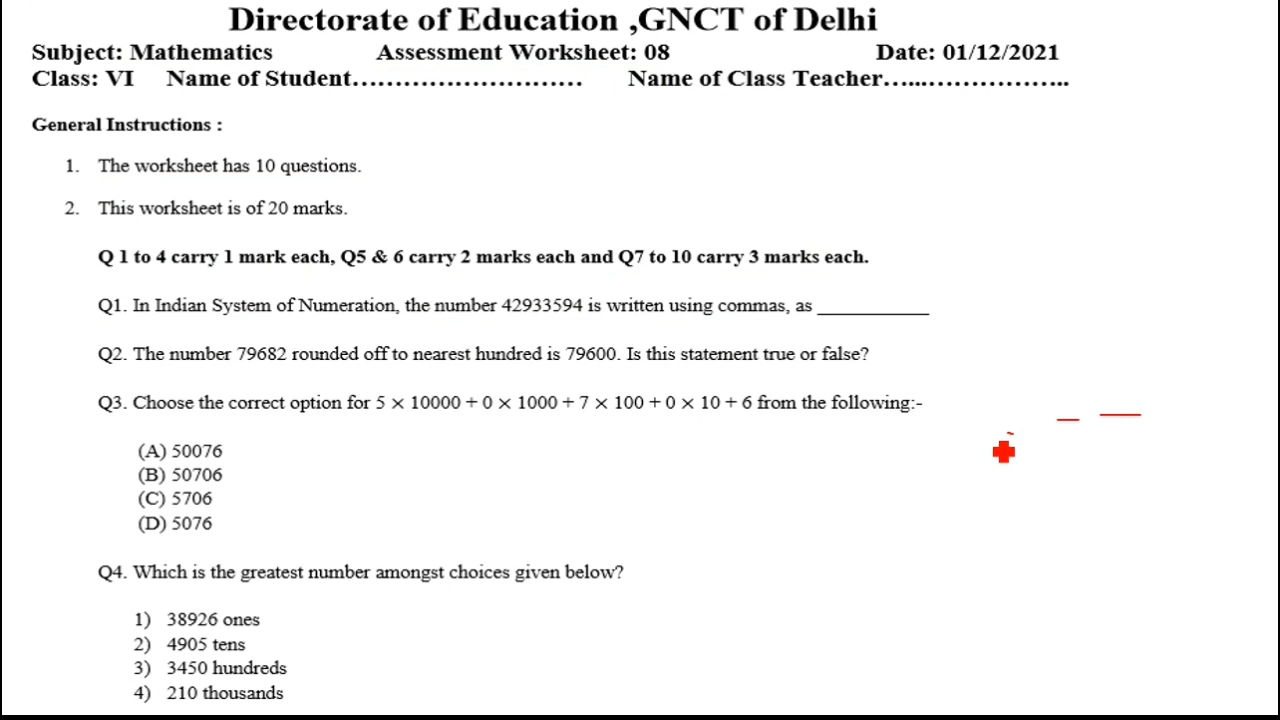 Directorate of Education ,GNCT of Delhi
Subject: Mathematics Assessment Worksheet: 08 Date: 01/12/2021
Class: VI Name of Student........................... Name of Class Teacher........................
General Instructions :
1. The worksheet has 10 questions.
2. This worksheet is of 20 marks.
Q 1 to 4 carry 1 mark each, Q5 & 6 carry 2 marks each and Q7 to 10 carry 3 marks each.
Q1. In Indian System of Numeration, the number 42933594 is written using commas, as ___________
Q2. The number 79682 rounded off to nearest hundred is 79600. Is this statement true or false?
Q3. Choose the correct option for 5 × 10000 + 0 × 1000 + 7 × 100 + 0 × 10 + 6 from the following:-
(A) 50076
(B) 50706
(C) 5706
(D) 5076
Q4. Which is the greatest number amongst choices given below?
1) 38926 ones
2) 4905 tens
3) 3450 hundreds
4) 210 thousands